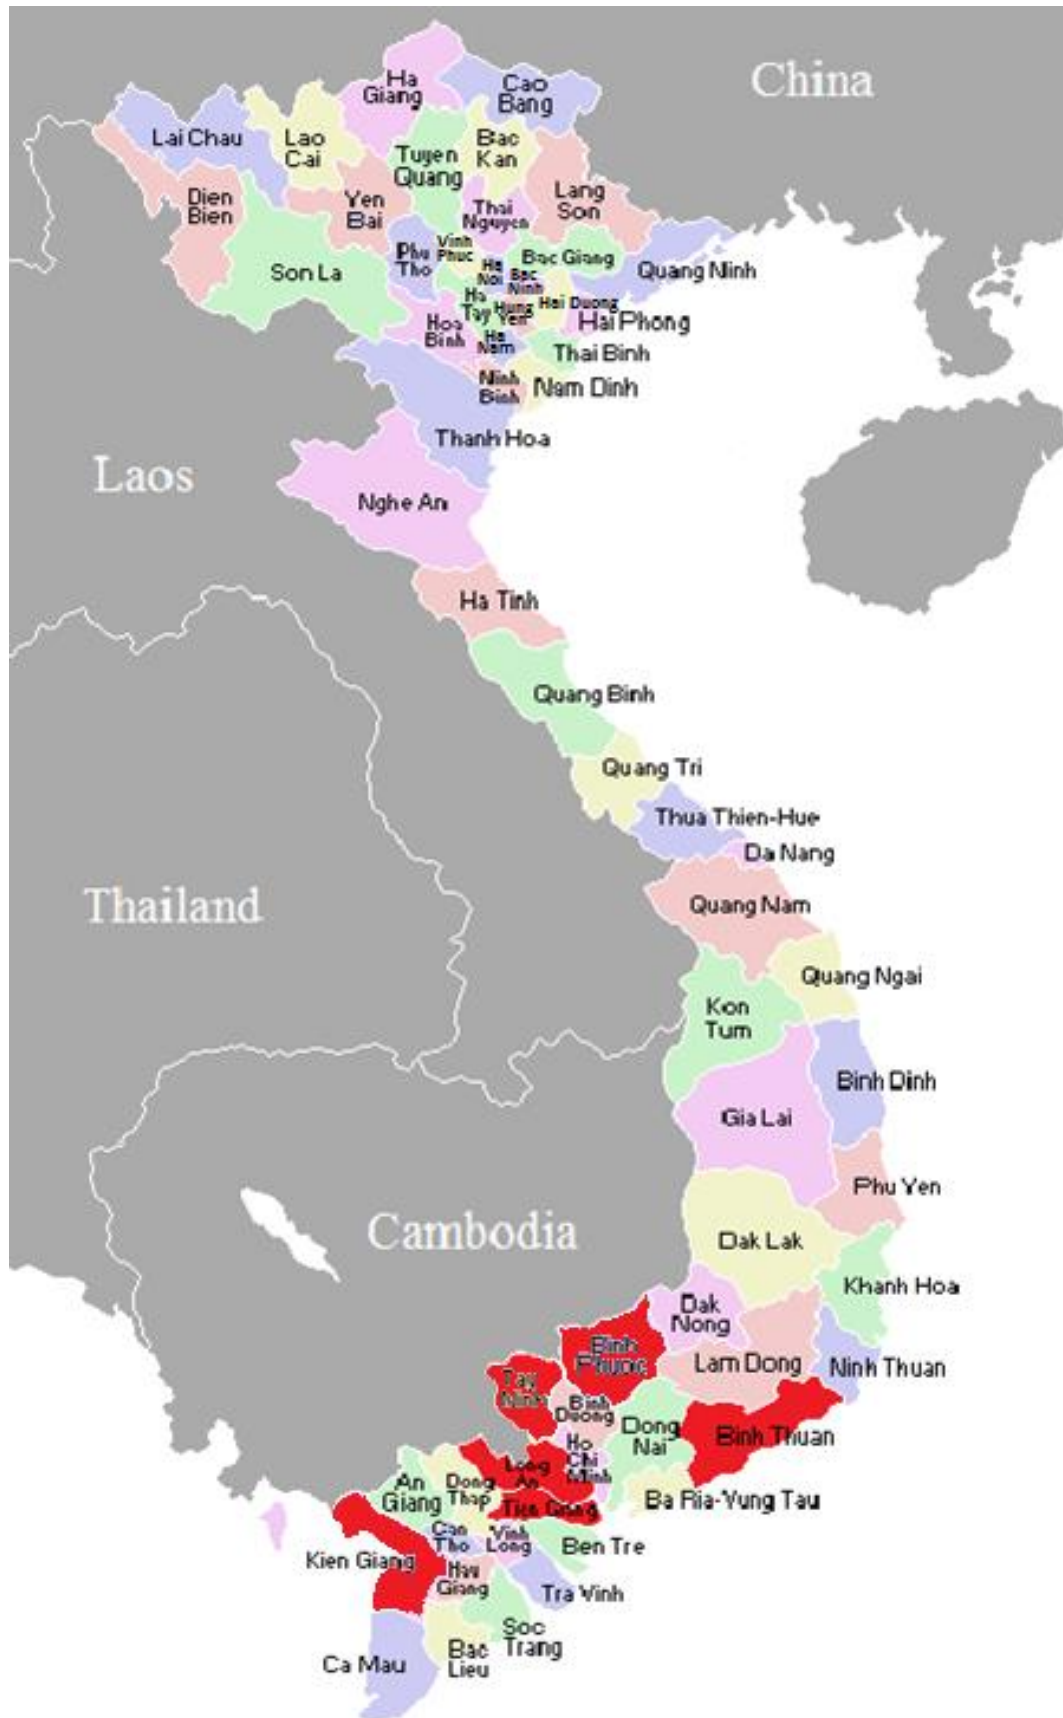 China
Ha
Giang
Cao
Bang
Lai Chau
Lao
Cai
Tuyen
Quang
Bac
Kan
Dien
Bien
Yen
Bai
Thai
Nguyen
Lang
Son
Son La
Phu
Tho
Vinh
Phuc
Ha
Noi
Bac
Ninh
Bac Giang
Quang Ninh
Ha
Tay
Hung
Yen
Hai Duong
Hai Phong
Hoa
Binh
Ha
Nam
Thai Binh
Ninh
Binh
Nam Dinh
Thanh Hoa
Laos
Nghe An
Ha Tinh
Quang Binh
Quang Tri
Thua Thien-Hue
Da Nang
Thailand
Quang Nam
Quang Ngai
Kon
Tum
Binh Dinh
Gia Lai
Phu Yen
Cambodia
Dak Lak
Khanh Hoa
Dak
Nong
Binh
Phuoc
Lam Dong
Ninh Thuan
Tay
Ninh
Binh
Duong
Dong
Nai
Binh Thuan
Ho
Chi
Minh
Long
An
An
Giang
Dong
Thap
Tien Giang
Ba Ria-Vung Tau
Can
Tho
Vinh
Long
Ben Tre
Kien Giang
Hau
Giang
Tra Vinh
Soc
Trang
Bac
Lieu
Ca Mau